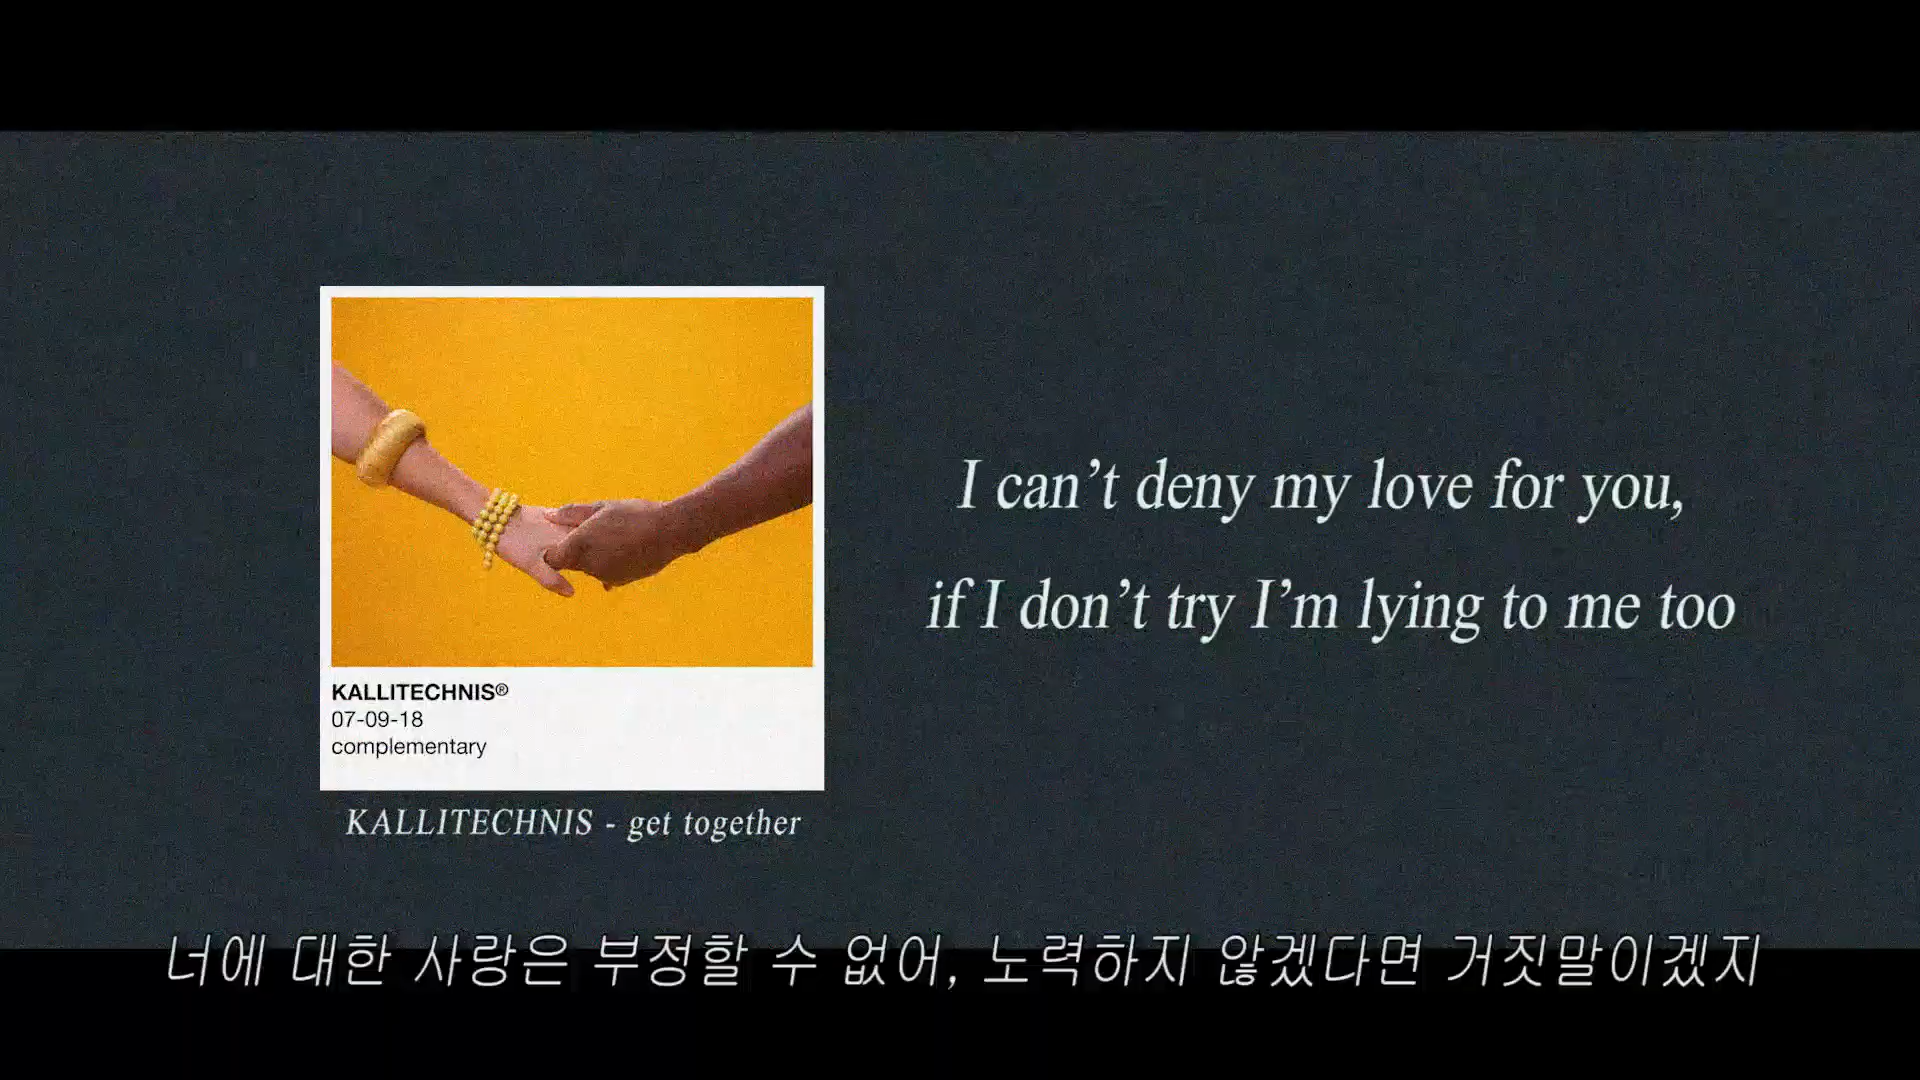 KALLITECHNIS®
07-09-18
complementary
KALLITECHNIS - get together
I can’t deny my love for you,
if I don’t try I’m lying to me too
너에 대한 사랑은 부정할 수 없어, 노력하지 않겠다면 거짓말이겠지